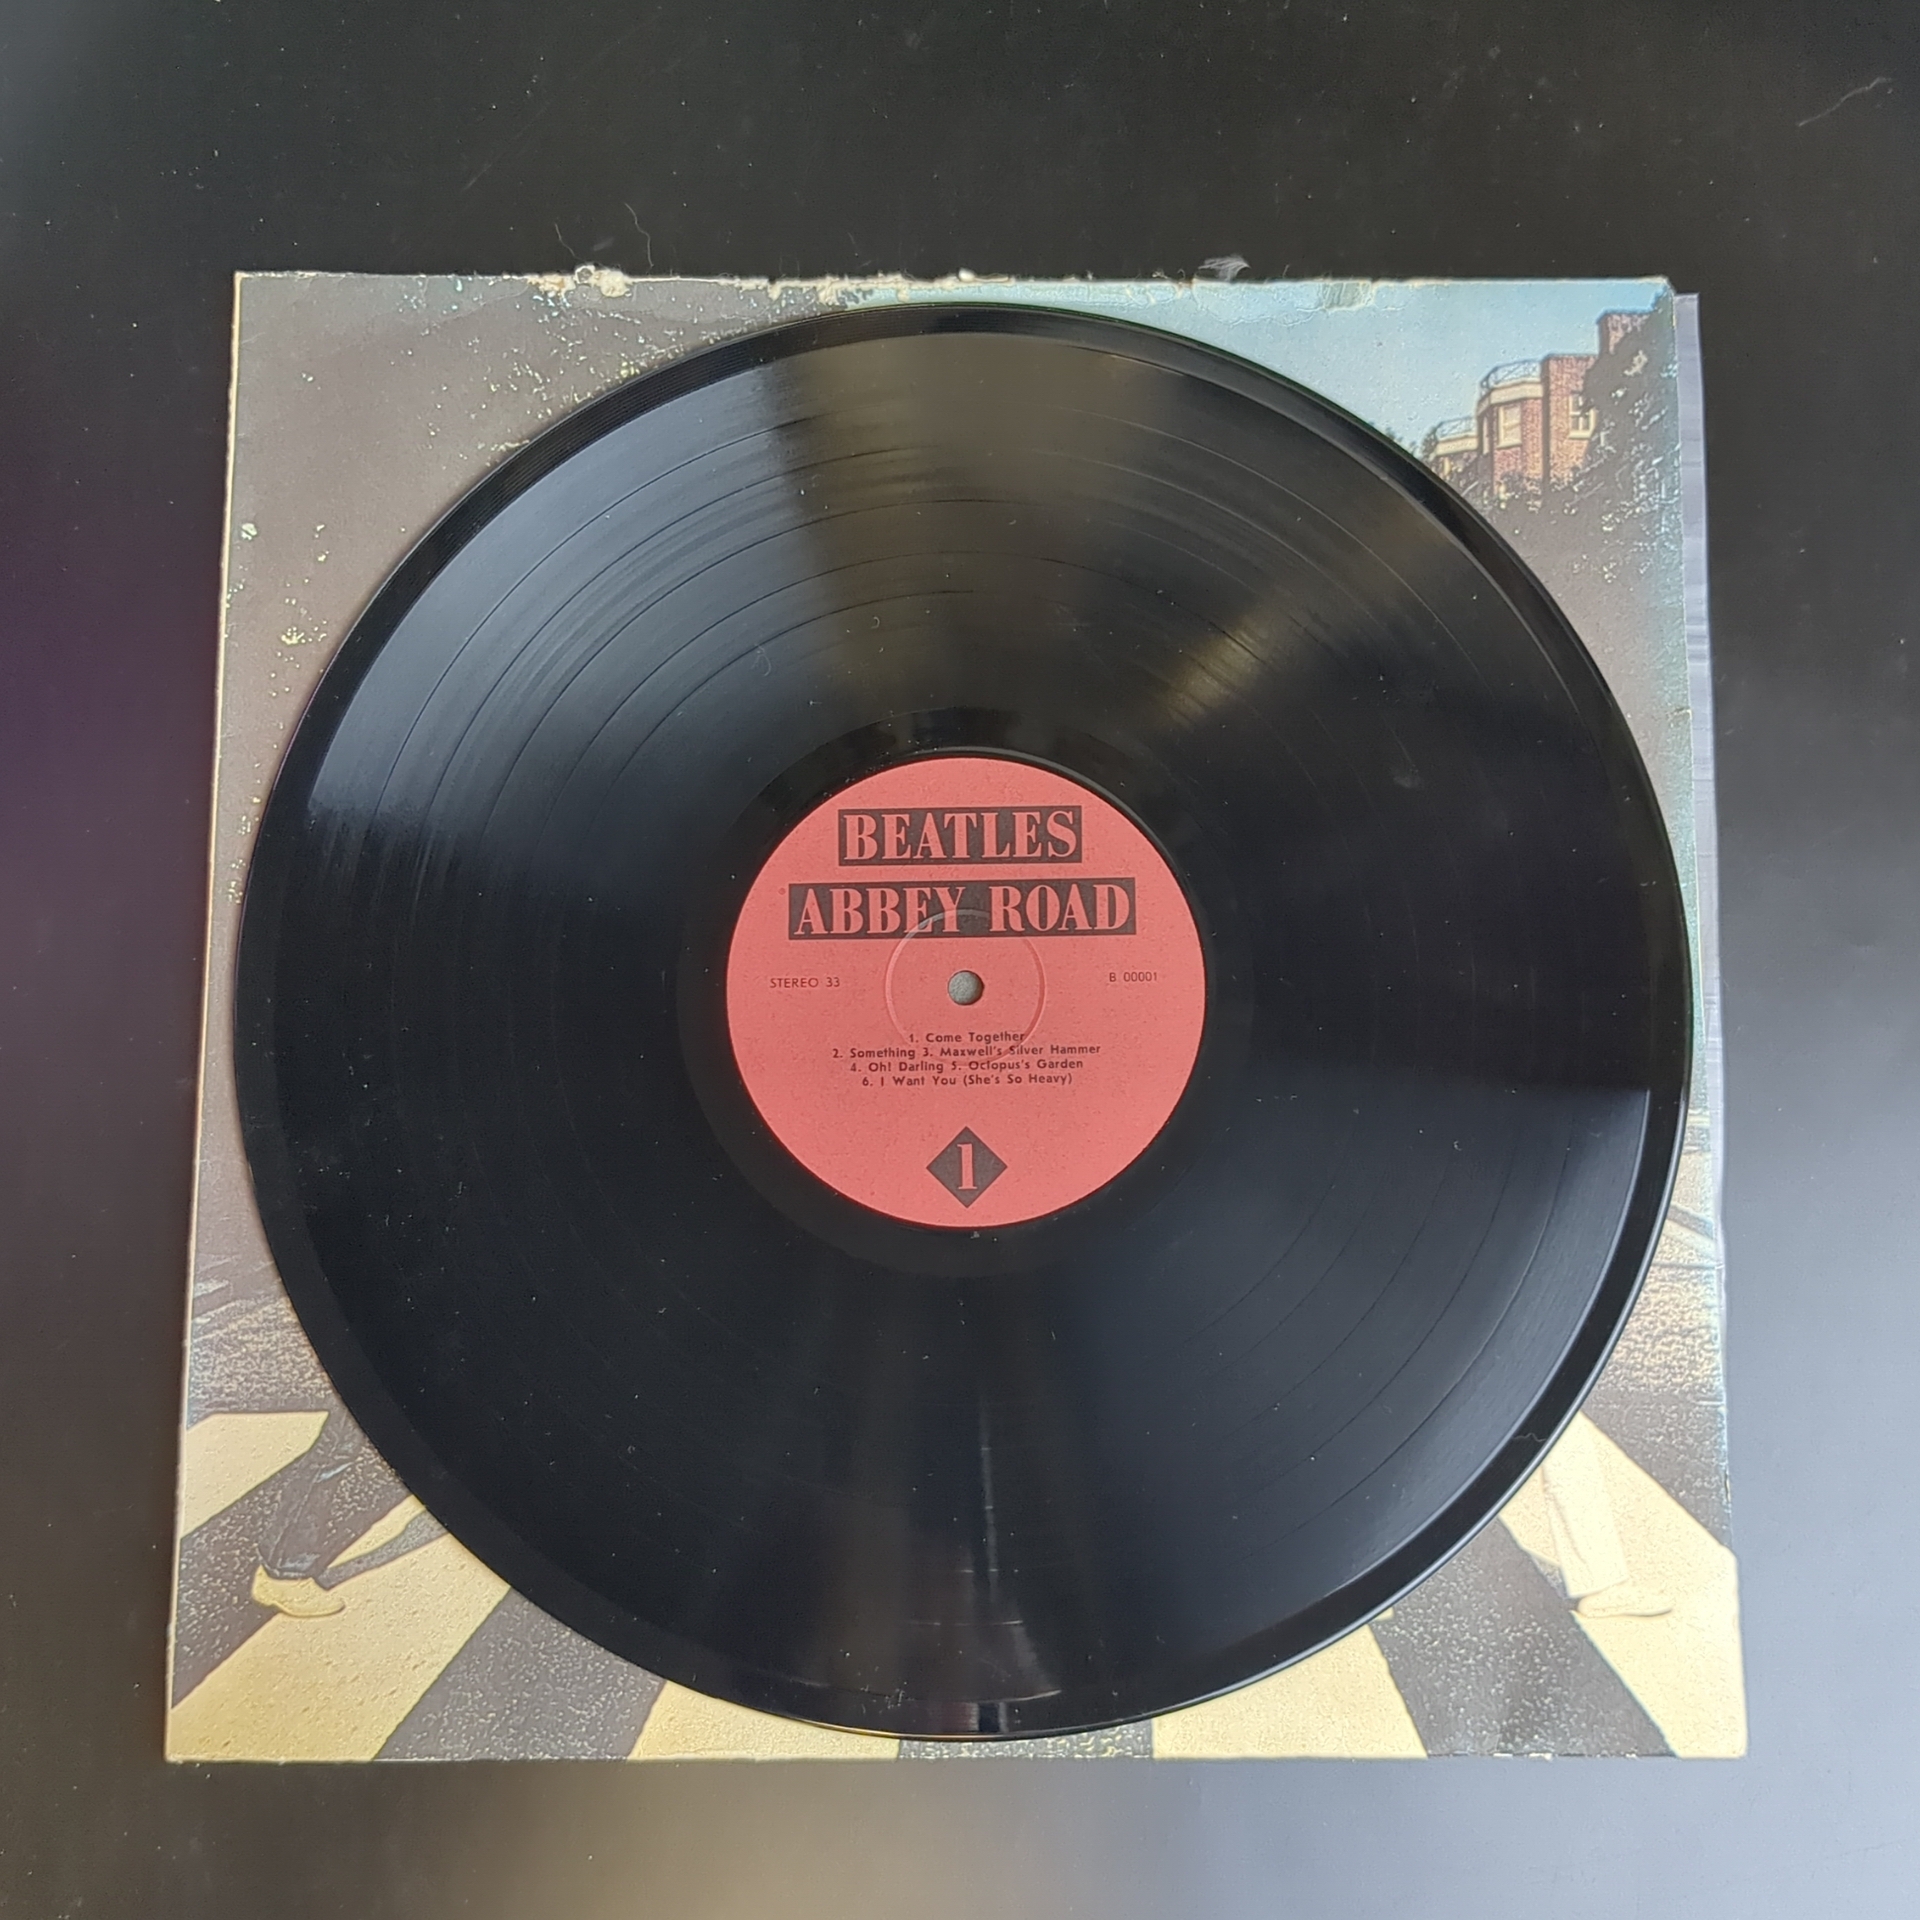 BEATLES
ABBEY ROAD
STEREO 33
B. 00001
1. Come Together
2. Something 3. Maxwell's Silver Hammer
4. Oh! Darling 5. Octopus's Garden
6. I Want You (She's So Heavy)
1